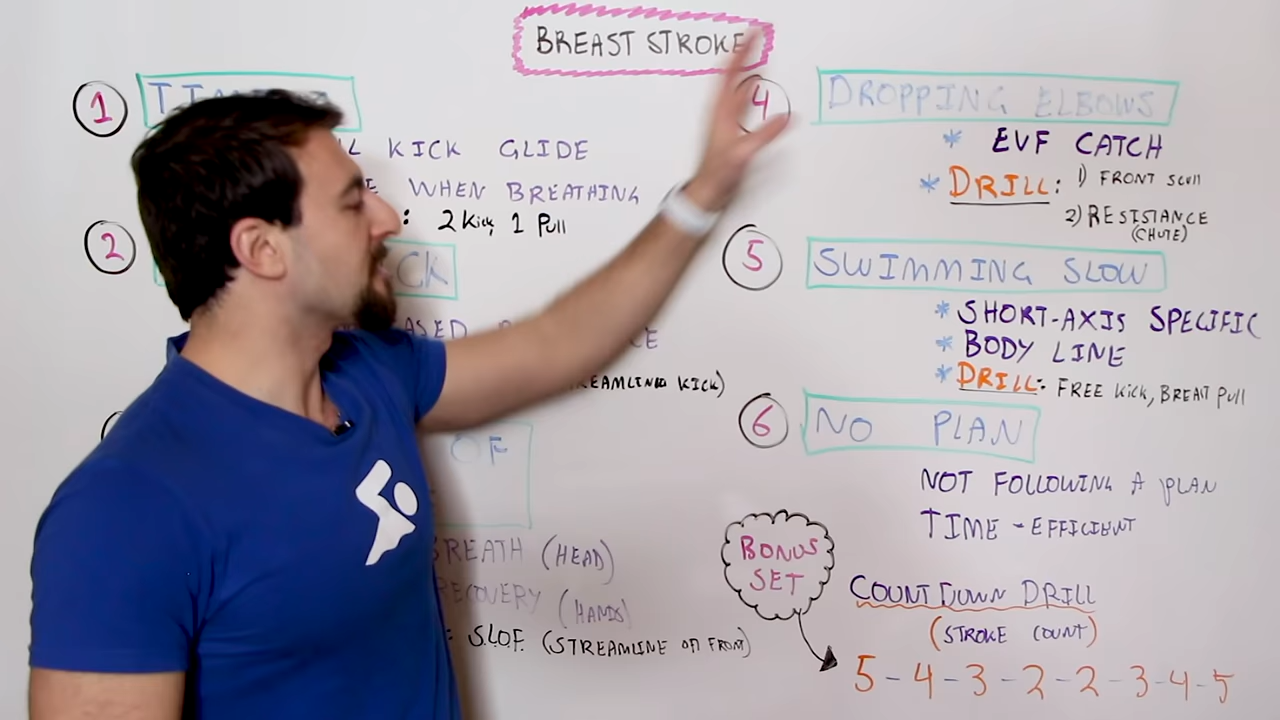 BREAST STROKE
1
KICK GLIDE
WHEN BREATHING
: 2 Kick, 1 Pull
2
CK
STREAMLINED KICK)
OF
BREATH (HEAD)
RECOVERY (HANDS)
: S.L.O.F. (STREAMLINE OFF FRONT)
4 DROPPING ELBOWS
* EVF CATCH
* DRILL: 1) FRONT SCULL
2) RESISTANCE
(CHUTE)
5 SWIMMING SLOW
* SHORT-AXIS SPECIFIC
* BODY LINE
* DRILL: FREE KICK, BREAST PULL
6 NO PLAN
NOT FOLLOWING A PLAN
TIME - EFFICIENT
BONUS
SET
COUNTDOWN DRILL
(STROKE COUNT)
5-4-3-2-2-3-4-5